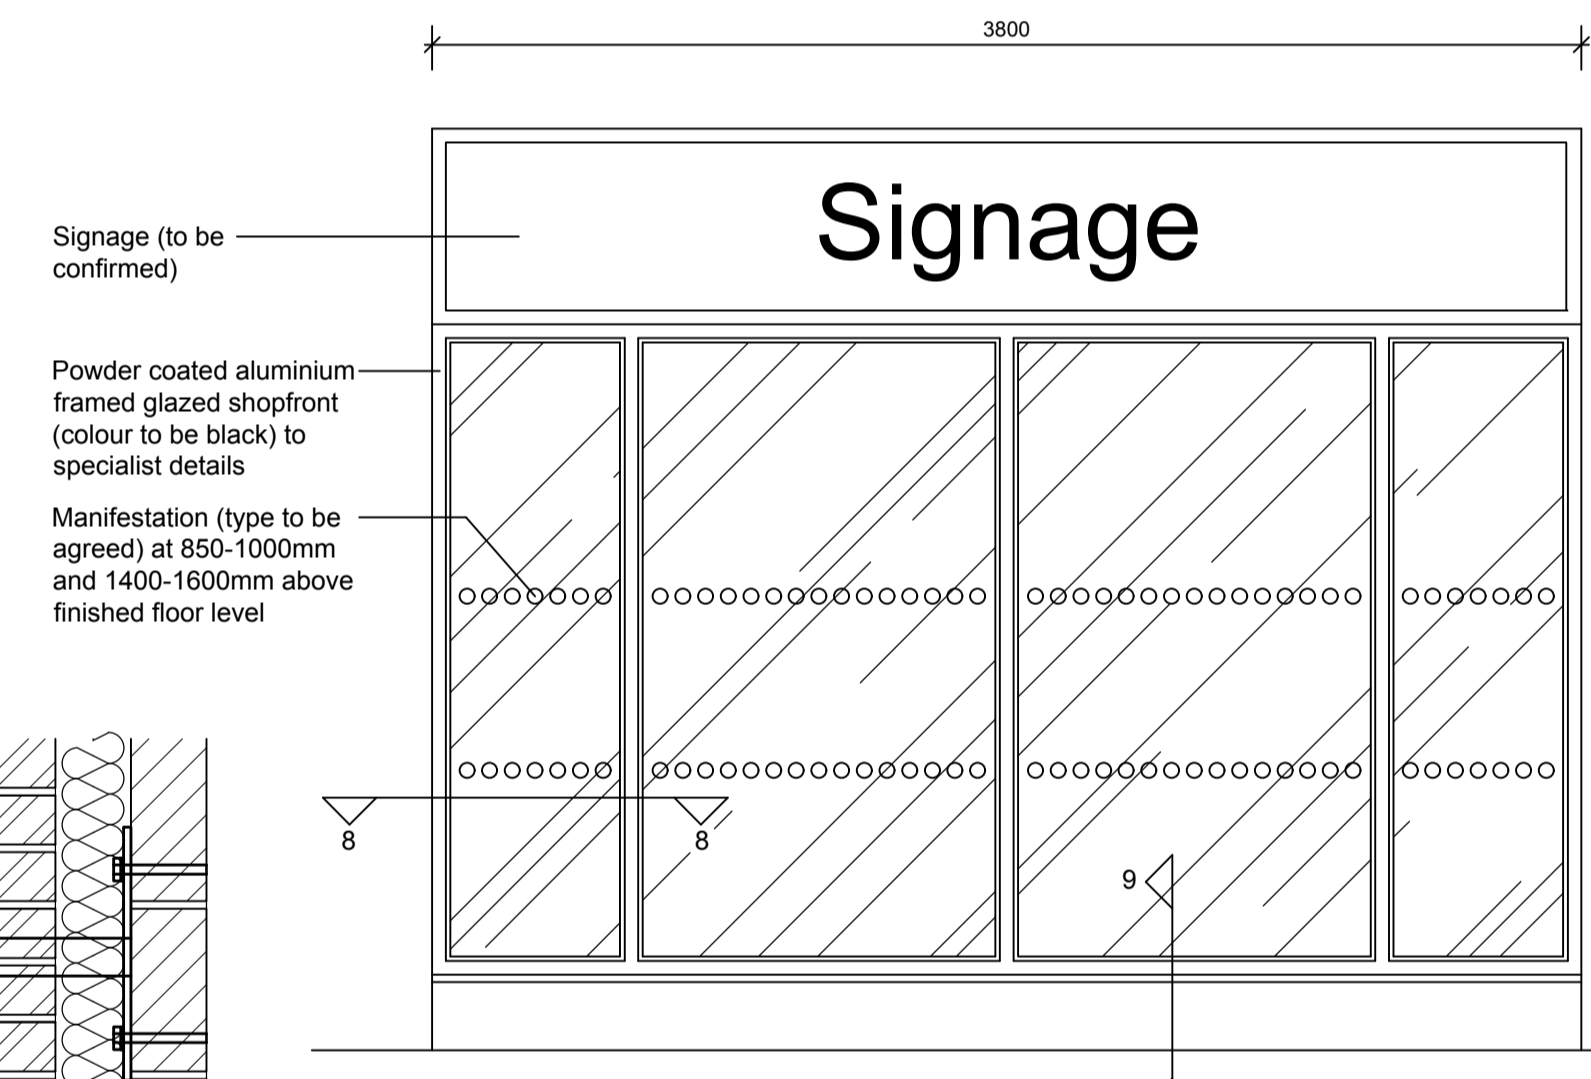 3800
Signage
Signage (to be
confirmed)
Powder coated aluminium
framed glazed shopfront
(colour to be black) to
specialist details
Manifestation (type to be
agreed) at 850-1000mm
and 1400-1600mm above
finished floor level
8
8
9